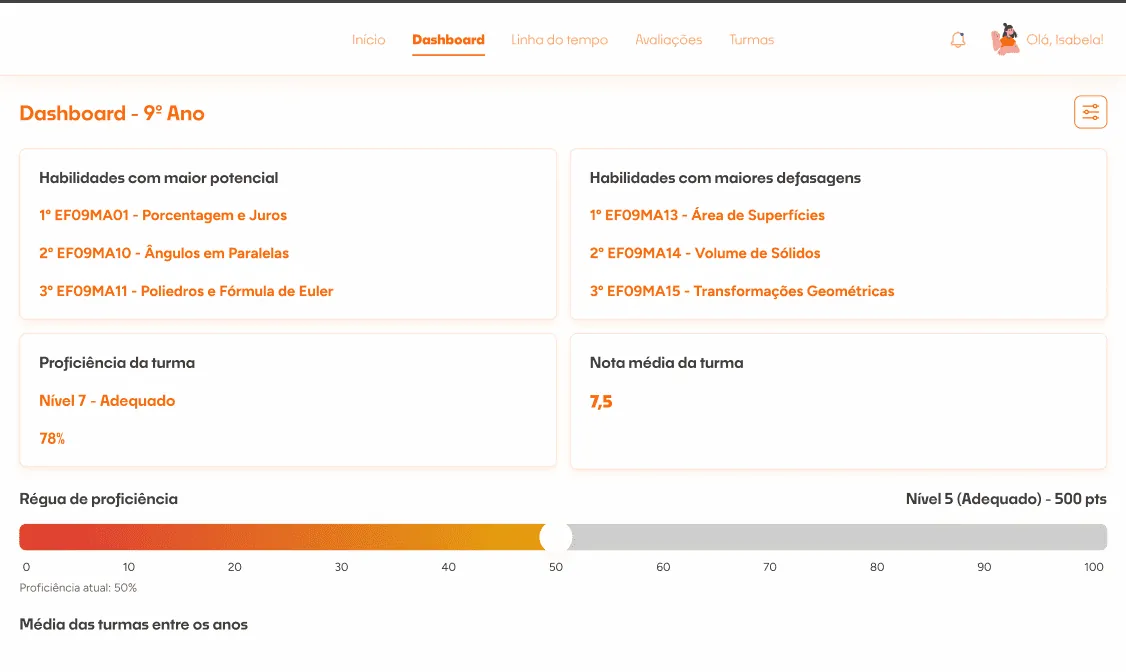 Início Dashboard Linha do tempo Avaliações Turmas Olá, Isabela!
Dashboard - 9º Ano
Habilidades com maior potencial
1º EF09MA01 - Porcentagem e Juros
2º EF09MA10 - Ângulos em Paralelas
3º EF09MA11 - Poliedros e Fórmula de Euler
Habilidades com maiores defasagens
1º EF09MA13 - Área de Superfícies
2º EF09MA14 - Volume de Sólidos
3º EF09MA15 - Transformações Geométricas
Proficiência da turma
Nível 7 - Adequado
78%
Nota média da turma
7,5
Régua de proficiência
Nível 5 (Adequado) - 500 pts
0 10 20 30 40 50 60 70 80 90 100
Proficiência atual: 50%
Média das turmas entre os anos